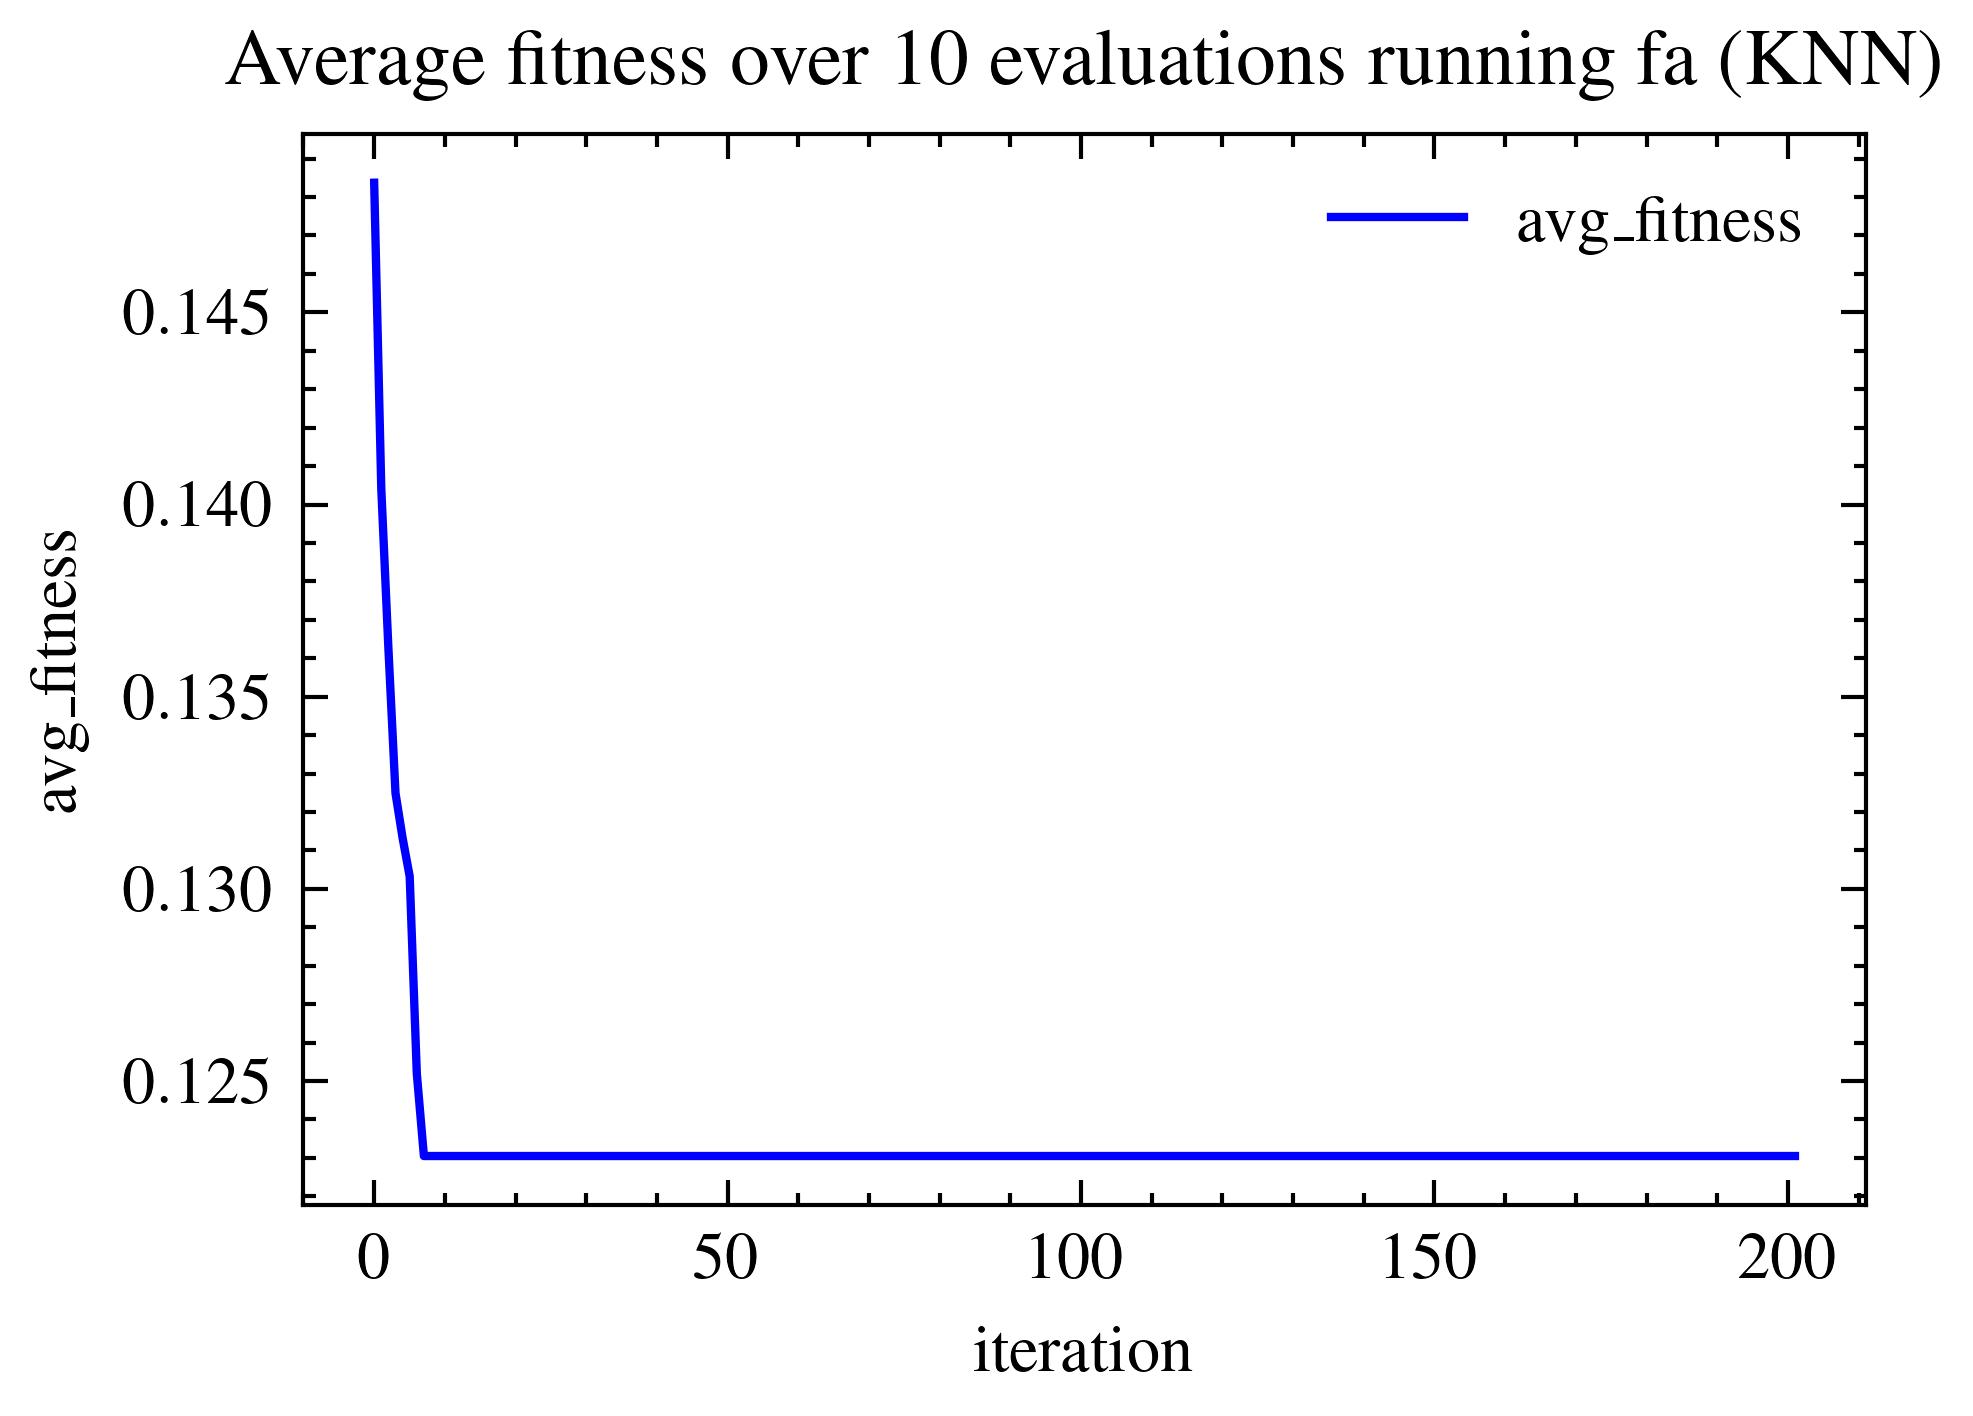 Average fitness over 10 evaluations running fa (KNN)
avg_fitness
0.145
0.140
0.135
0.130
0.125
avg_fitness
0 50 100 150 200
iteration